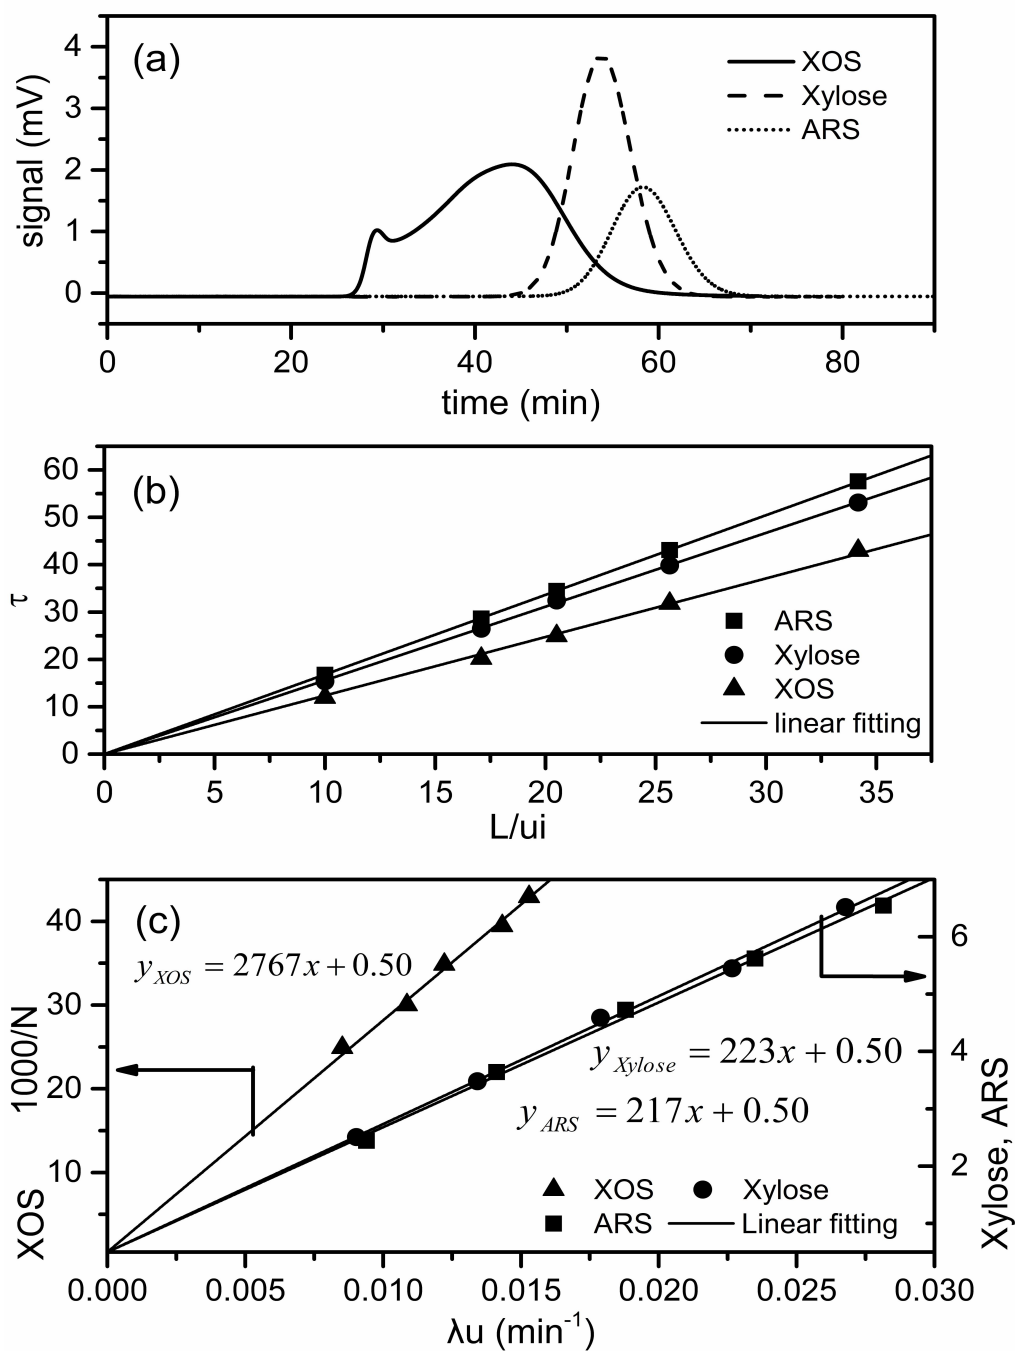 (a)
XOS
Xylose
ARS
signal (mV)
4
3
2
1
0
0 20 40 60 80
time (min)
(b)
τ
60
50
40
30
20
10
0
ARS
Xylose
XOS
linear fitting
0 5 10 15 20 25 30 35
L/ui
(c)
y_XOS = 2767x + 0.50
XOS 1000/N
40
30
20
10
y_Xylose = 223x + 0.50
y_ARS = 217x + 0.50
XOS Xylose
ARS Linear fitting
6
4
2
Xylose, ARS
0.000 0.005 0.010 0.015 0.020 0.025 0.030
λu (min⁻¹)